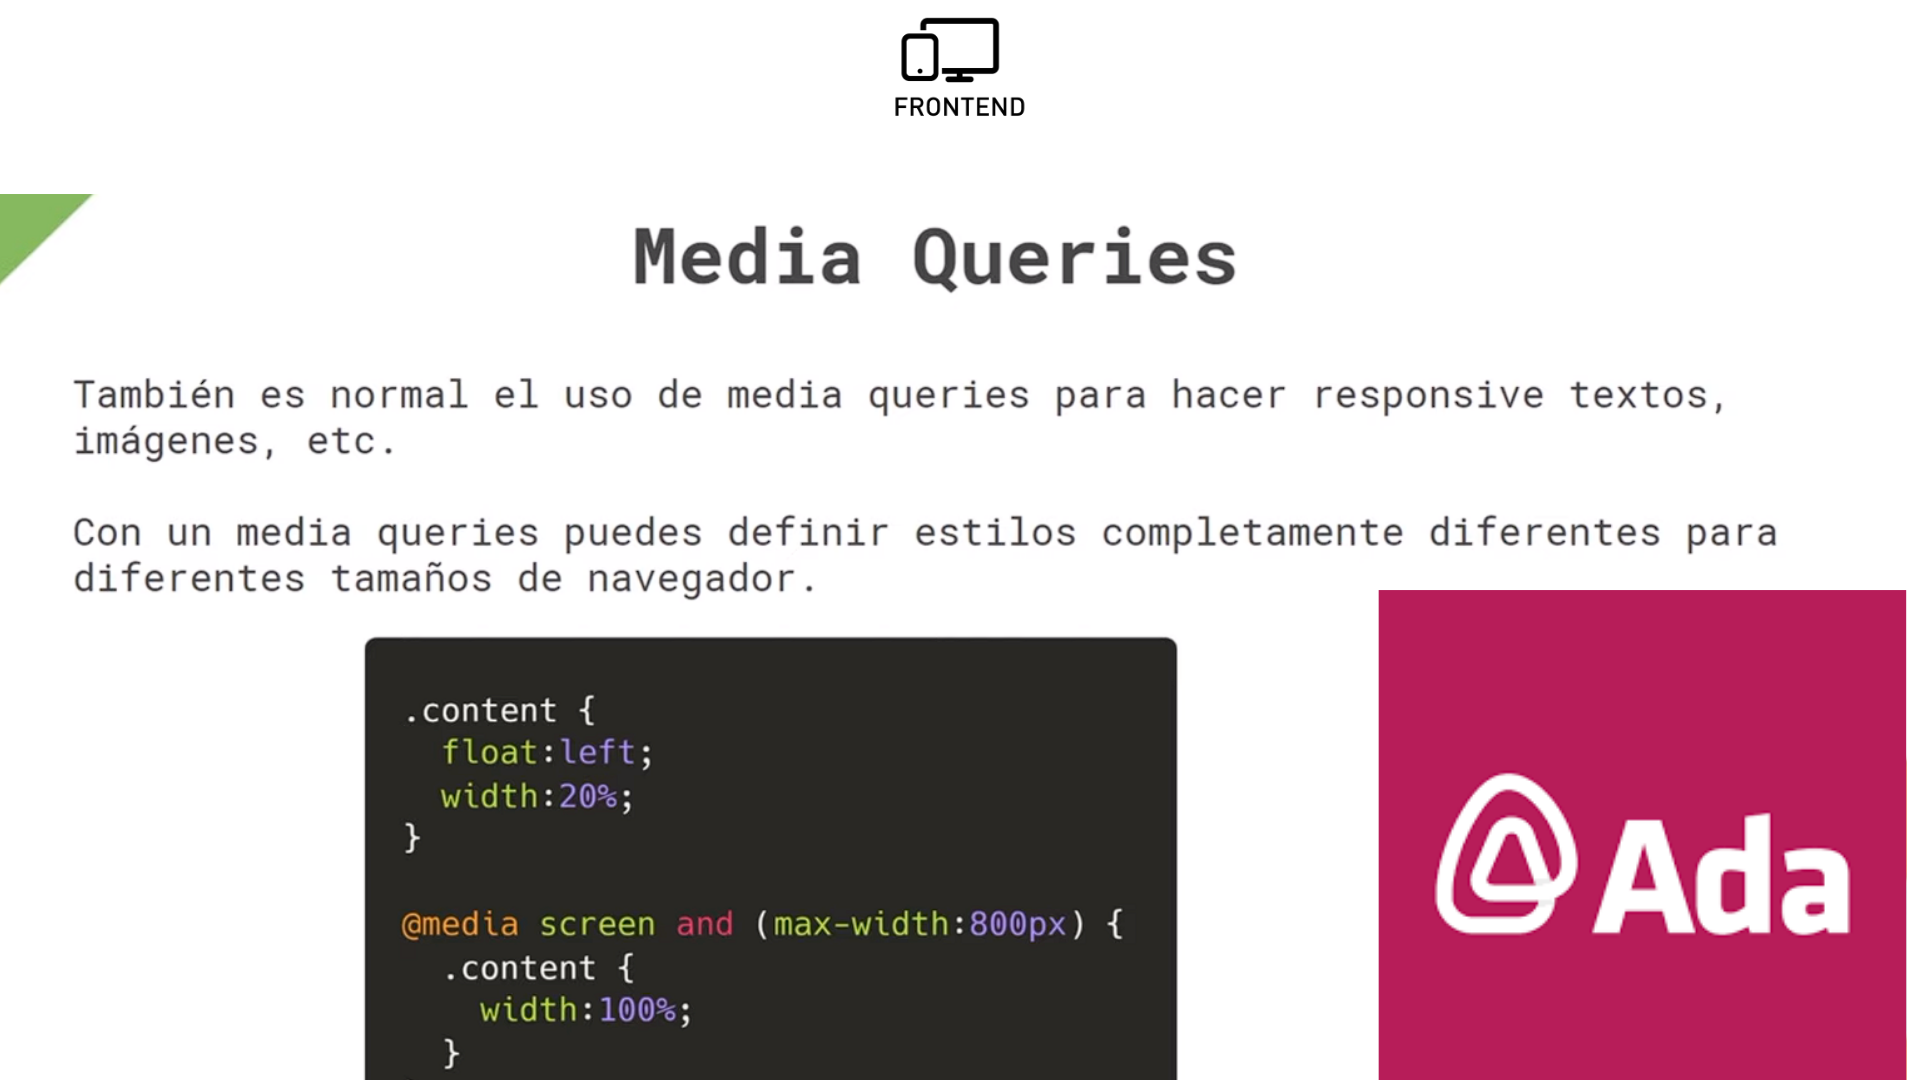 FRONTEND
Media Queries
También es normal el uso de media queries para hacer responsive textos,
imágenes, etc.
Con un media queries puedes definir estilos completamente diferentes para
diferentes tamaños de navegador.
.content {
float:left;
width:20%;
}
@media screen and (max-width:800px) {
.content {
width:100%;
}
Ada